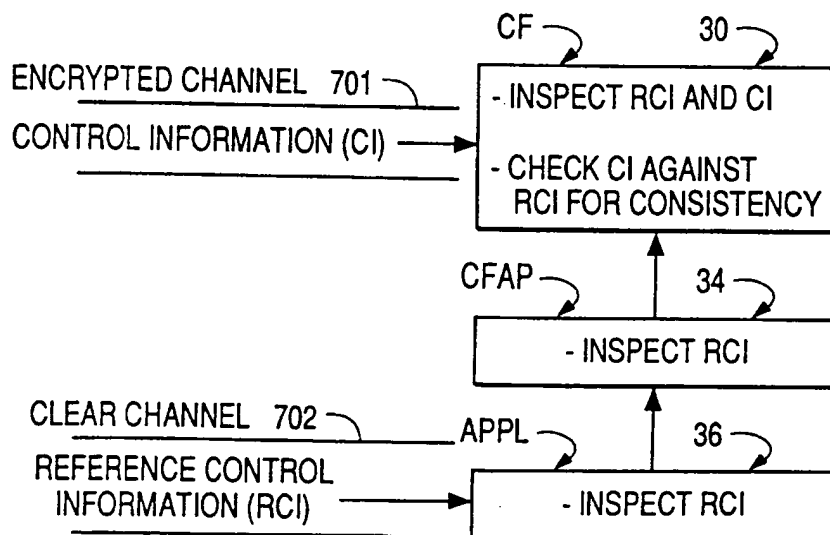 CF 30
ENCRYPTED CHANNEL 701
- INSPECT RCI AND CI
CONTROL INFORMATION (CI)
- CHECK CI AGAINST
RCI FOR CONSISTENCY
CFAP 34
- INSPECT RCI
CLEAR CHANNEL 702
APPL 36
REFERENCE CONTROL
INFORMATION (RCI)
- INSPECT RCI